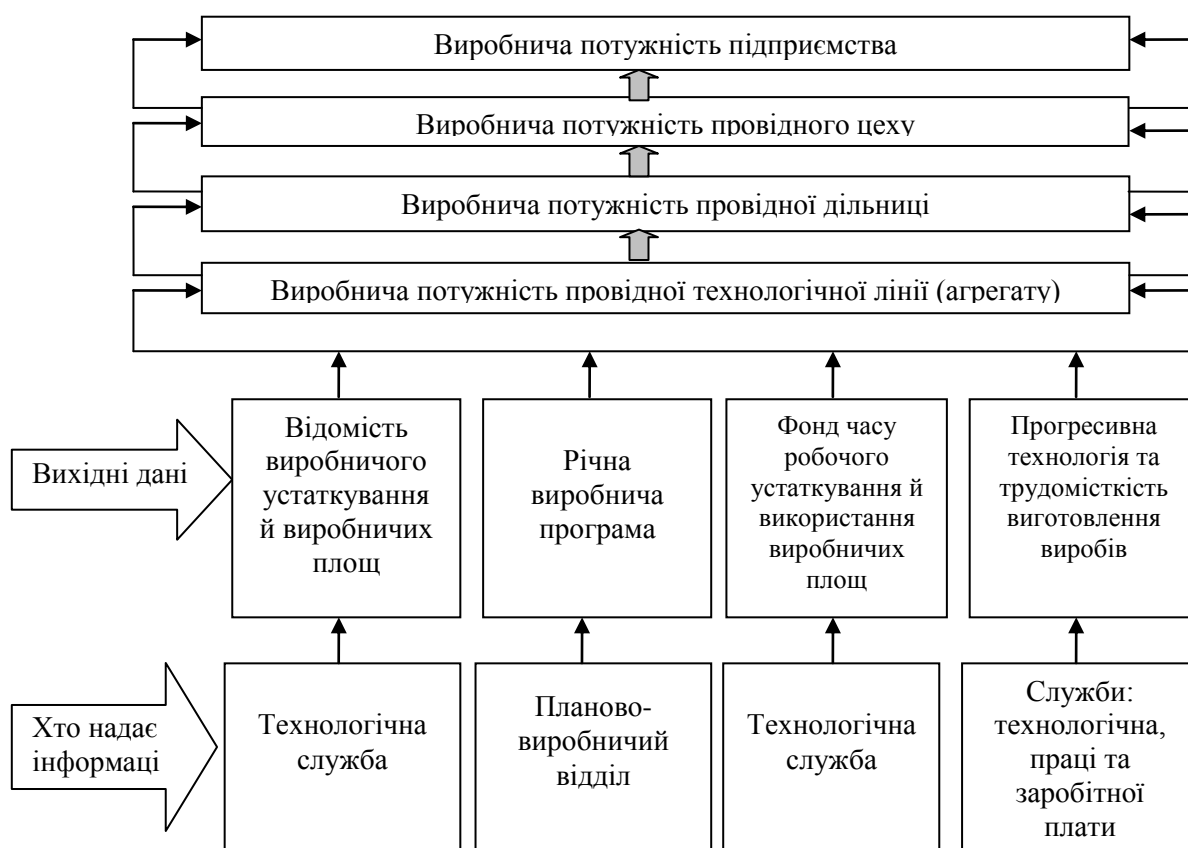 Виробнича потужність підприємства
Виробнича потужність провідного цеху
Виробнича потужність провідної дільниці
Виробнича потужність провідної технологічної лінії (агрегату)
Вихідні дані
Відомість
виробничого
устаткування
й виробничих
площ
Річна
виробнича
програма
Фонд часу
робочого
устаткування й
використання
виробничих
площ
Прогресивна
технологія та
трудомісткість
виготовлення
виробів
Хто надає
інформаці
Технологічна
служба
Планово-
виробничий
відділ
Технологічна
служба
Служби:
технологічна,
праці та
заробітної
плати